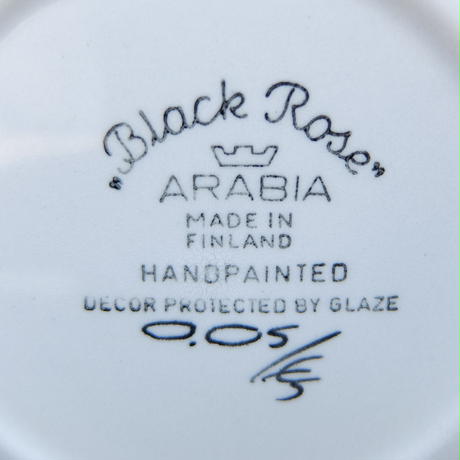 "Black Rose"
ARABIA
MADE IN
FINLAND
HANDPAINTED
DECOR PROTECTED BY GLAZE
0.05/